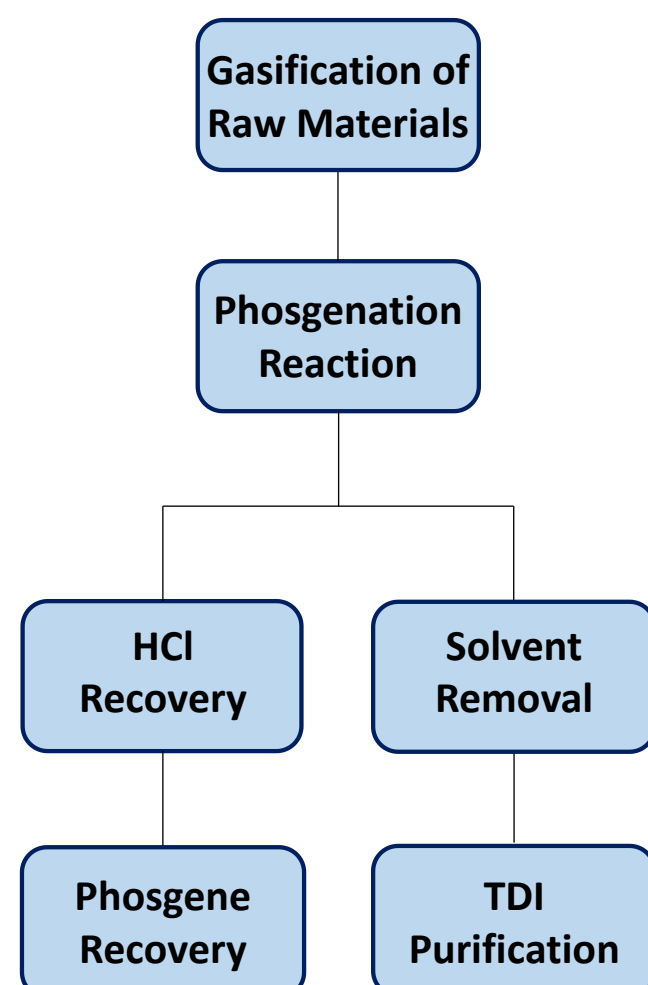 Gasification of
Raw Materials
Phosgenation
Reaction
HCl
Recovery
Solvent
Removal
Phosgene
Recovery
TDI
Purification